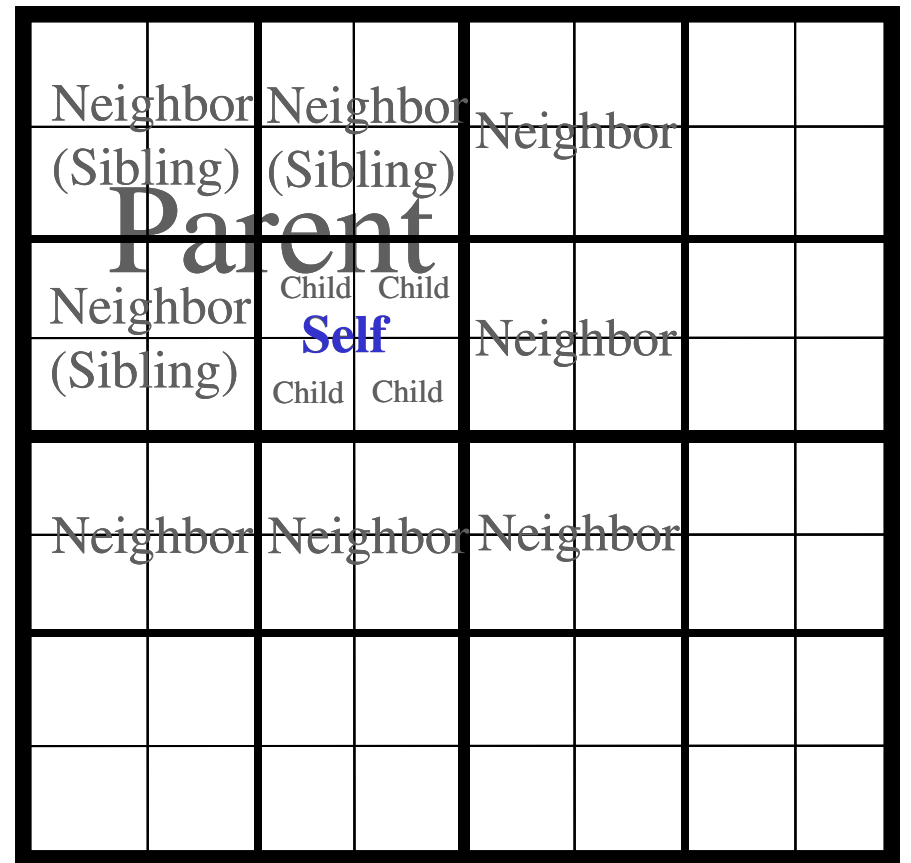 Neighbor Neighbor Neighbor
(Sibling) (Sibling)
Parent
Neighbor Child Child
Self Neighbor
(Sibling) Child Child
Neighbor Neighbor Neighbor